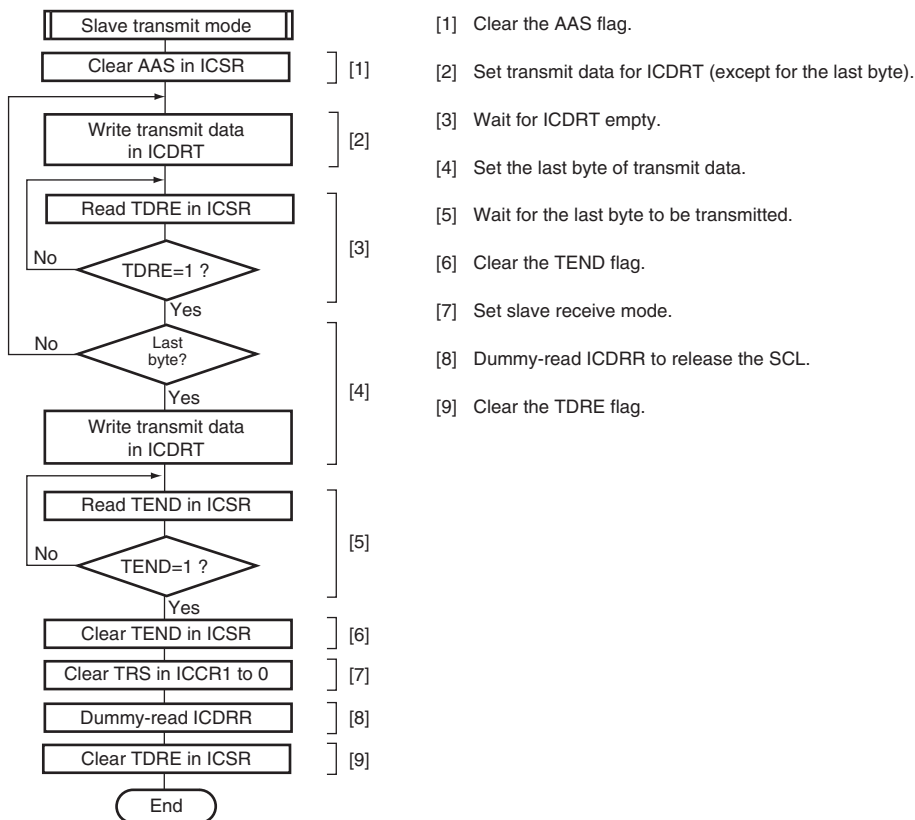 Slave transmit mode
Clear AAS in ICSR
[1]
Write transmit data
in ICDRT
[2]
Read TDRE in ICSR
No
TDRE=1 ?
[3]
Yes
No
Last
byte?
Yes
[4]
Write transmit data
in ICDRT
Read TEND in ICSR
No
TEND=1 ?
[5]
Yes
Clear TEND in ICSR
[6]
Clear TRS in ICCR1 to 0
[7]
Dummy-read ICDRR
[8]
Clear TDRE in ICSR
[9]
End
[1] Clear the AAS flag.
[2] Set transmit data for ICDRT (except for the last byte).
[3] Wait for ICDRT empty.
[4] Set the last byte of transmit data.
[5] Wait for the last byte to be transmitted.
[6] Clear the TEND flag.
[7] Set slave receive mode.
[8] Dummy-read ICDRR to release the SCL.
[9] Clear the TDRE flag.